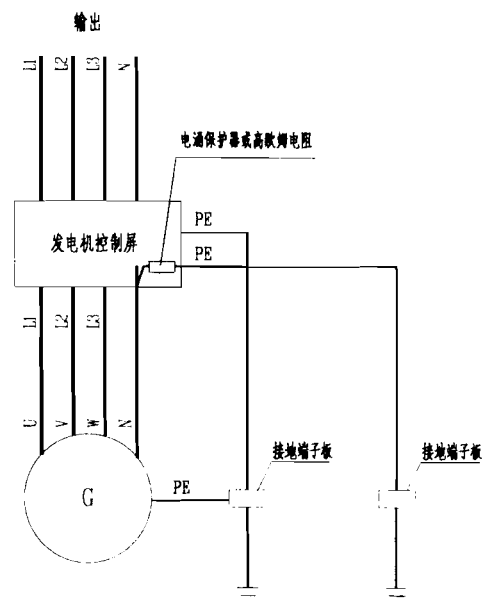 输出
L1 L2 L3 N
电涌保护器或高欧姆电阻
发电机控制屏
PE
PE
L1 L2 L3
U V W N
接地端子板
接地端子板
G
PE